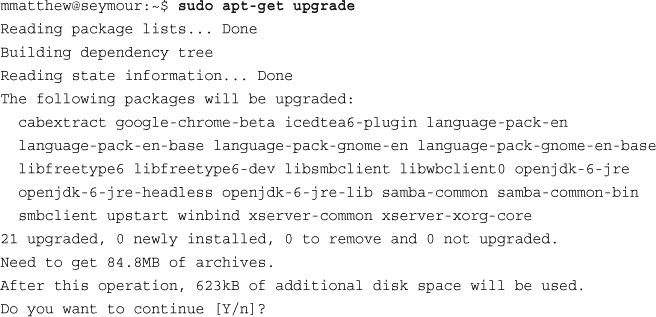 mmatthew@seymour:~$ sudo apt-get upgrade
Reading package lists... Done
Building dependency tree
Reading state information... Done
The following packages will be upgraded:
  cabextract google-chrome-beta icedtea6-plugin language-pack-en
  language-pack-en-base language-pack-gnome-en language-pack-gnome-en-base
  libfreetype6 libfreetype6-dev libsmbclient libwbclient0 openjdk-6-jre
  openjdk-6-jre-headless openjdk-6-jre-lib samba-common samba-common-bin
  smbclient upstart winbind xserver-common xserver-xorg-core
21 upgraded, 0 newly installed, 0 to remove and 0 not upgraded.
Need to get 84.8MB of archives.
After this operation, 623kB of additional disk space will be used.
Do you want to continue [Y/n]?